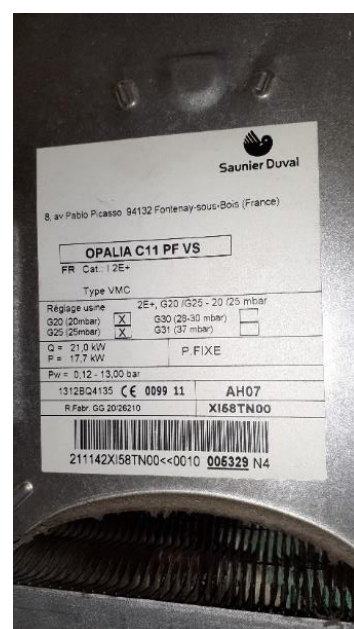 Saunier Duval
8, av Pablo Picasso 94132 Fontenay-sous-Bois (France)
OPALIA C11 PF VS
FR Cat.: I 2E+
Type VMC
Réglage usine 2E+, G20 /G25 - 20 /25 mbar
G20 (20mbar) X G30 (28-30 mbar)
G25 (25mbar) X G31 (37 mbar)
Q = 21,0 kW
P = 17,7 kW
P.FIXE
Pw = 0,12 - 13,00 bar
1312BQ4135 CE 0099 11 AH07
R.Fabr. GG 20/26210 XI58TN00
211142XI58TN00<<0010 005329 N4